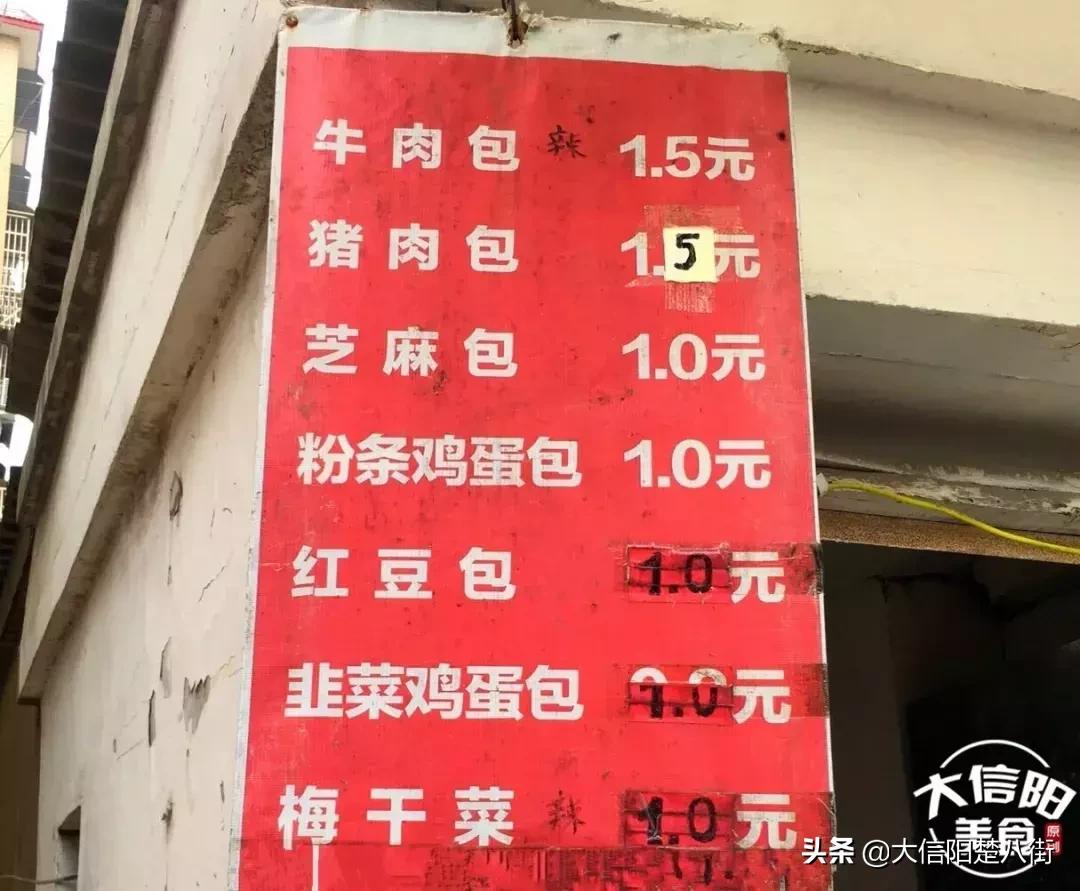 牛肉包 辣 1.5元
猪肉包 1.5元
芝麻包 1.0元
粉条鸡蛋包 1.0元
红豆包 1.0元
韭菜鸡蛋包 1.0元
梅干菜 辣 1.0元
大信阳
美食
原刊
头条 @大信阳楚八街